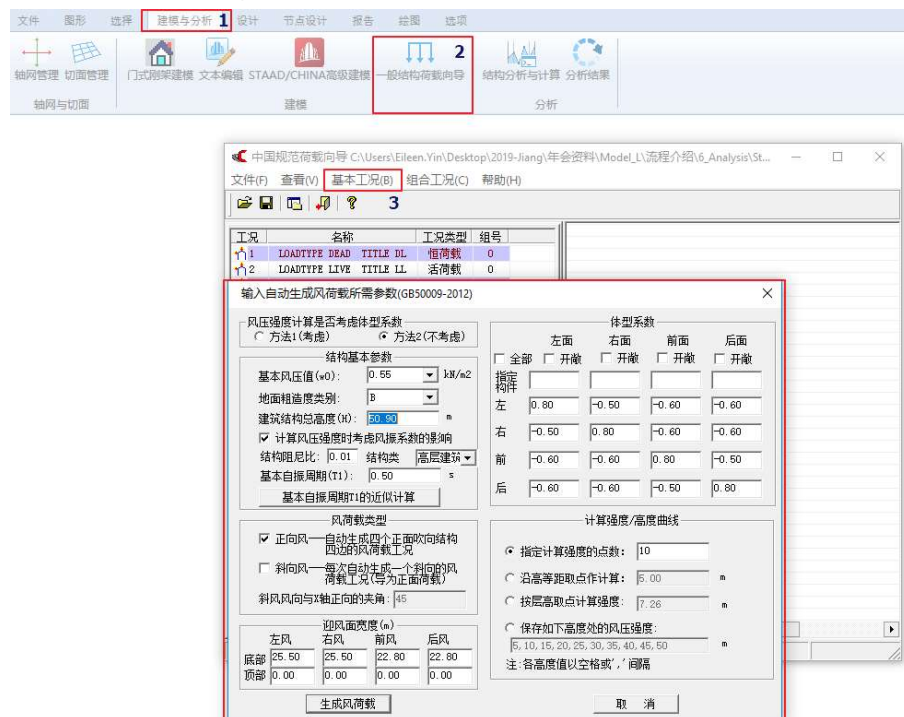 文件 图形 选择 建模与分析 1 设计 节点设计 报告 绘图 选项
2
轴网管理 切面管理 门式刚架建模 文本编辑 STAAD/CHINA高级建模 一般结构荷载向导 结构分析与计算 分析结果
轴网与切面 建模 分析
中国规范荷载向导 C:\Users\Eileen.Yin\Desktop\2019-Jiang\年会资料\Model_L\流程介绍\6_Analysis\St...
文件(F) 查看(V) 基本工况(B) 组合工况(C) 帮助(H)
3
工况 名称 工况类型 组号
1 LOADTYPE DEAD TITLE DL 恒荷载 0
2 LOADTYPE LIVE TITLE LL 活荷载 0
输入自动生成风荷载所需参数(GB50009-2012)
风压强度计算是否考虑体型系数
方法1(考虑) 方法2(不考虑)
结构基本参数
基本风压值(w0): 0.55 kN/m2
地面粗造度类别: B
建筑结构总高度(H): 50.90 m
计算风压强度时考虑风振系数的影响
结构阻尼比: 0.01 结构类 高层建筑
基本自振周期(T1): 0.50 s
基本自振周期T1的近似计算
风荷载类型
正向风——自动生成四个正面吹向结构
四边的风荷载工况
斜向风——每次自动生成一个斜向的风
荷载工况(导为正面荷载)
斜风风向与X轴正向的夹角: 45
迎风面宽度(m)
左风 右风 前风 后风
底部 25.50 25.50 22.80 22.80
顶部 0.00 0.00 0.00 0.00
生成风荷载
体型系数
左面 右面 前面 后面
全部 开敞 开敞 开敞 开敞
指定
构件
左 0.80 -0.50 -0.60 -0.60
右 -0.50 0.80 -0.60 -0.60
前 -0.60 -0.60 0.80 -0.50
后 -0.60 -0.60 -0.50 0.80
计算强度/高度曲线
指定计算强度的点数: 10
沿高等距取点作计算: 5.00 m
按层高取点计算强度: 7.26 m
保存如下高度处的风压强度:
5,10,15,20,25,30,35,40,45,50 m
注:各高度值以空格或','间隔
取 消